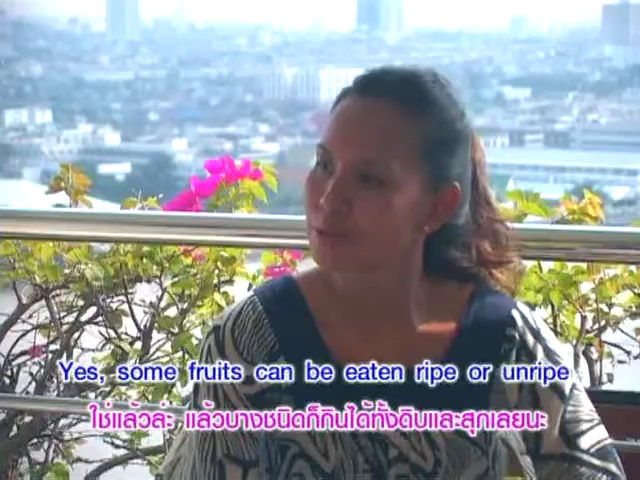 Yes, some fruits can be eaten ripe or unripe
ใช่แล้วล่ะ แล้วบางชนิดก็กินได้ทั้งดิบและสุกเลยนะ